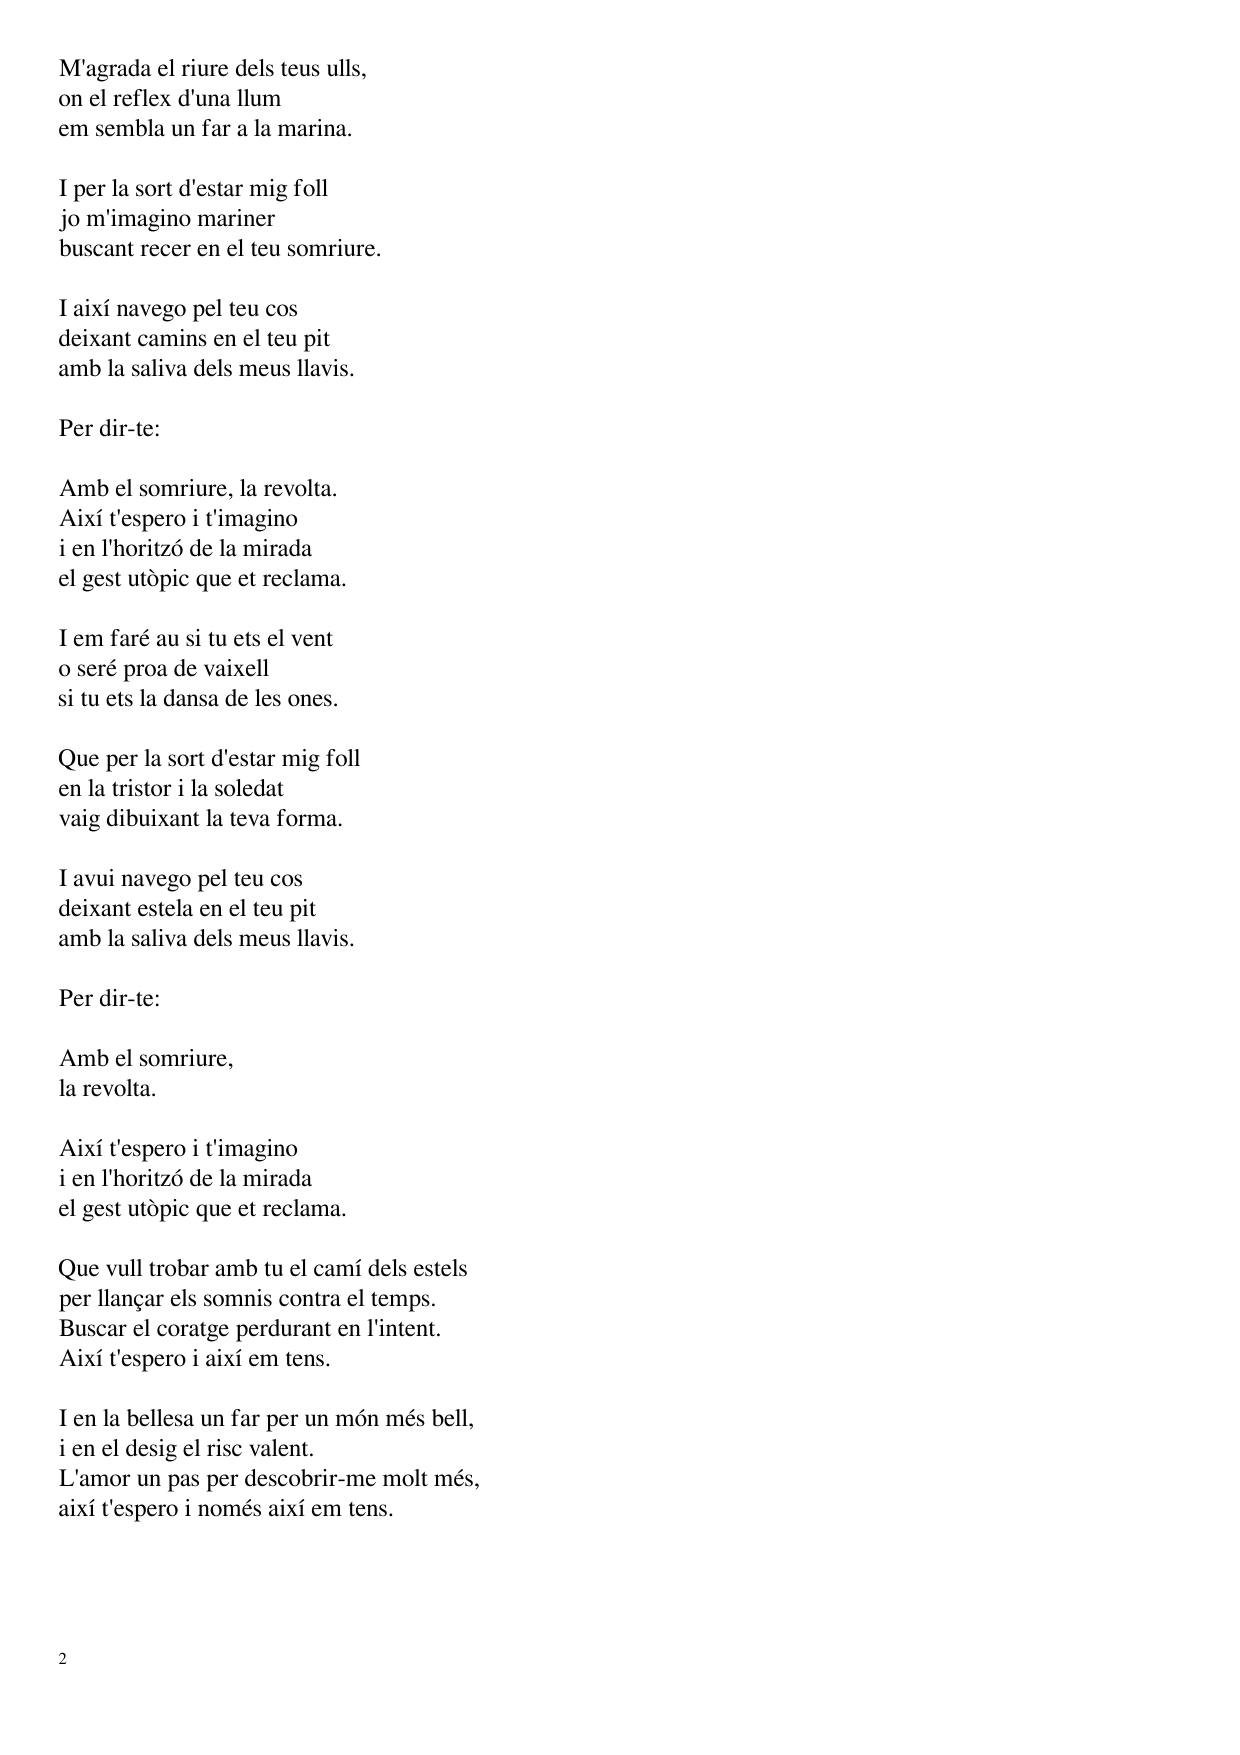 M'agrada el riure dels teus ulls,
on el reflex d'una llum
em sembla un far a la marina.

I per la sort d'estar mig foll
jo m'imagino mariner
buscant recer en el teu somriure.

I així navego pel teu cos
deixant camins en el teu pit
amb la saliva dels meus llavis.

Per dir-te:

Amb el somriure, la revolta.
Així t'espero i t'imagino
i en l'horitzó de la mirada
el gest utòpic que et reclama.

I em faré au si tu ets el vent
o seré proa de vaixell
si tu ets la dansa de les ones.

Que per la sort d'estar mig foll
en la tristor i la soledat
vaig dibuixant la teva forma.

I avui navego pel teu cos
deixant estela en el teu pit
amb la saliva dels meus llavis.

Per dir-te:

Amb el somriure,
la revolta.

Així t'espero i t'imagino
i en l'horitzó de la mirada
el gest utòpic que et reclama.

Que vull trobar amb tu el camí dels estels
per llançar els somnis contra el temps.
Buscar el coratge perdurant en l'intent.
Així t'espero i així em tens.

I en la bellesa un far per un món més bell,
i en el desig el risc valent.
L'amor un pas per descobrir-me molt més,
així t'espero i només així em tens.

2